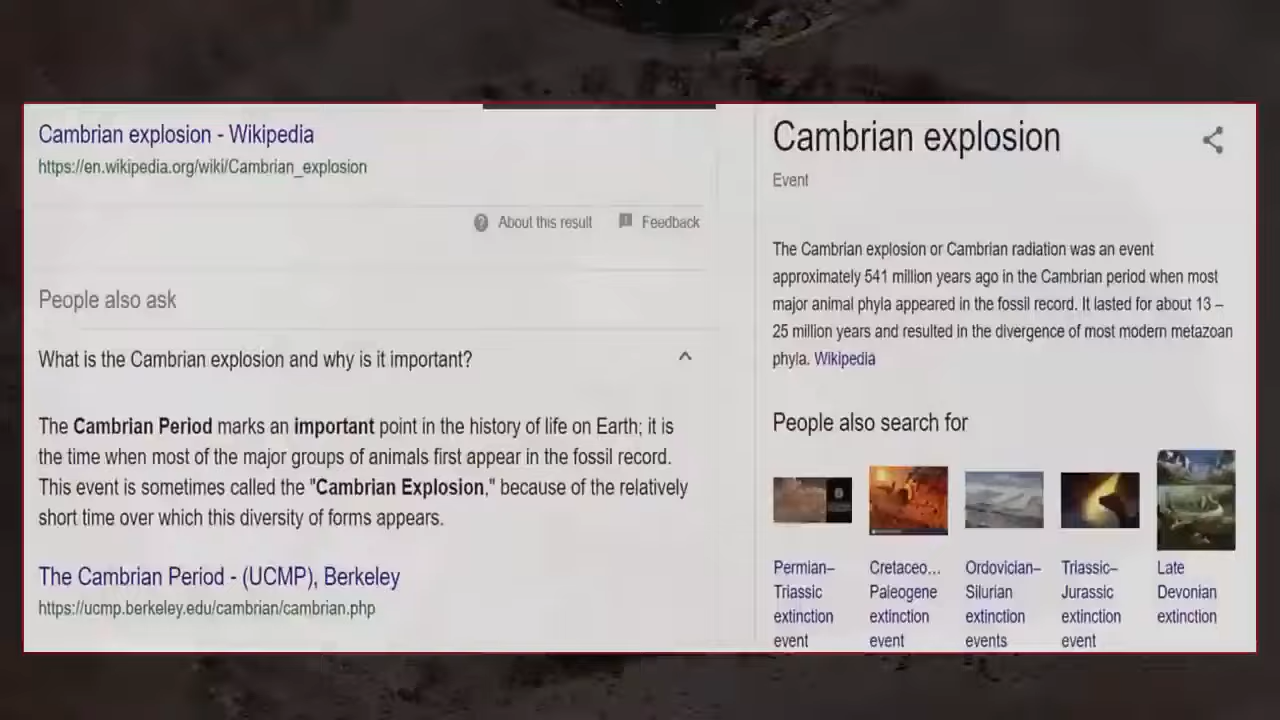 Cambrian explosion - Wikipedia
https://en.wikipedia.org/wiki/Cambrian_explosion
About this result Feedback
People also ask
What is the Cambrian explosion and why is it important?
The Cambrian Period marks an important point in the history of life on Earth; it is
the time when most of the major groups of animals first appear in the fossil record.
This event is sometimes called the "Cambrian Explosion," because of the relatively
short time over which this diversity of forms appears.
The Cambrian Period - (UCMP), Berkeley
https://ucmp.berkeley.edu/cambrian/cambrian.php
Cambrian explosion
Event
The Cambrian explosion or Cambrian radiation was an event
approximately 541 million years ago in the Cambrian period when most
major animal phyla appeared in the fossil record. It lasted for about 13 –
25 million years and resulted in the divergence of most modern metazoan
phyla. Wikipedia
People also search for
Permian–
Triassic
extinction
event
Cretaceo...
Paleogene
extinction
event
Ordovician–
Silurian
extinction
events
Triassic–
Jurassic
extinction
event
Late
Devonian
extinction